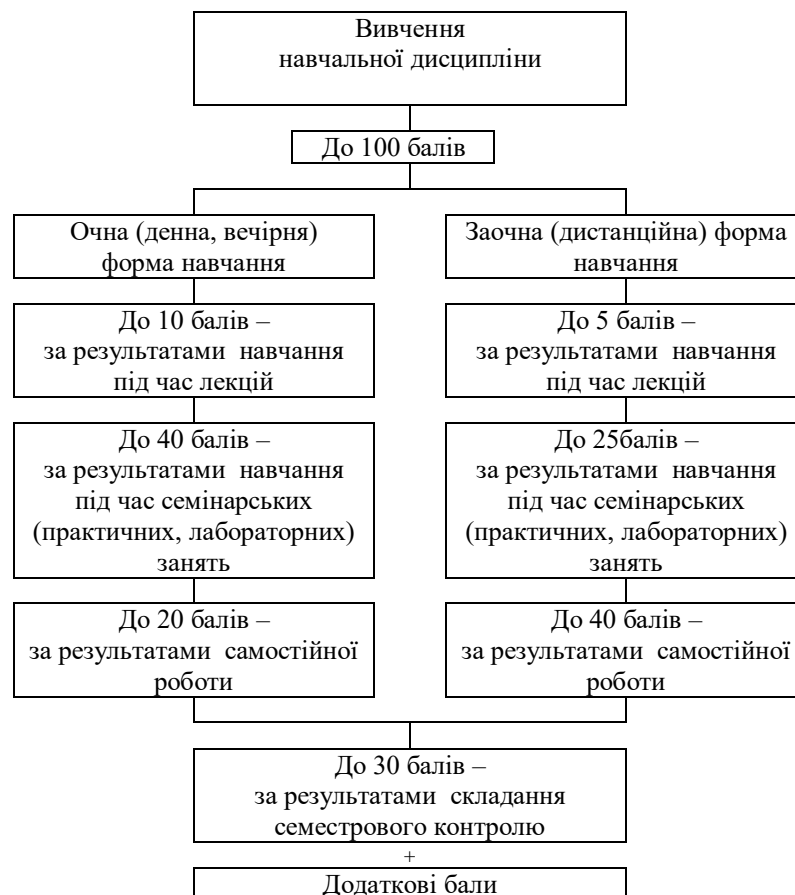 Вивчення
навчальної дисципліни
До 100 балів
Очна (денна, вечірня)
форма навчання
Заочна (дистанційна) форма
навчання
До 10 балів –
за результатами навчання
під час лекцій
До 5 балів –
за результатами навчання
під час лекцій
До 40 балів –
за результатами навчання
під час семінарських
(практичних, лабораторних)
занять
До 25балів–
за результатами навчання
під час семінарських
(практичних, лабораторних)
занять
До 20 балів –
за результатами самостійної
роботи
До 40 балів –
за результатами самостійної
роботи
До 30 балів –
за результатами складання
семестрового контролю
+
Додаткові бали